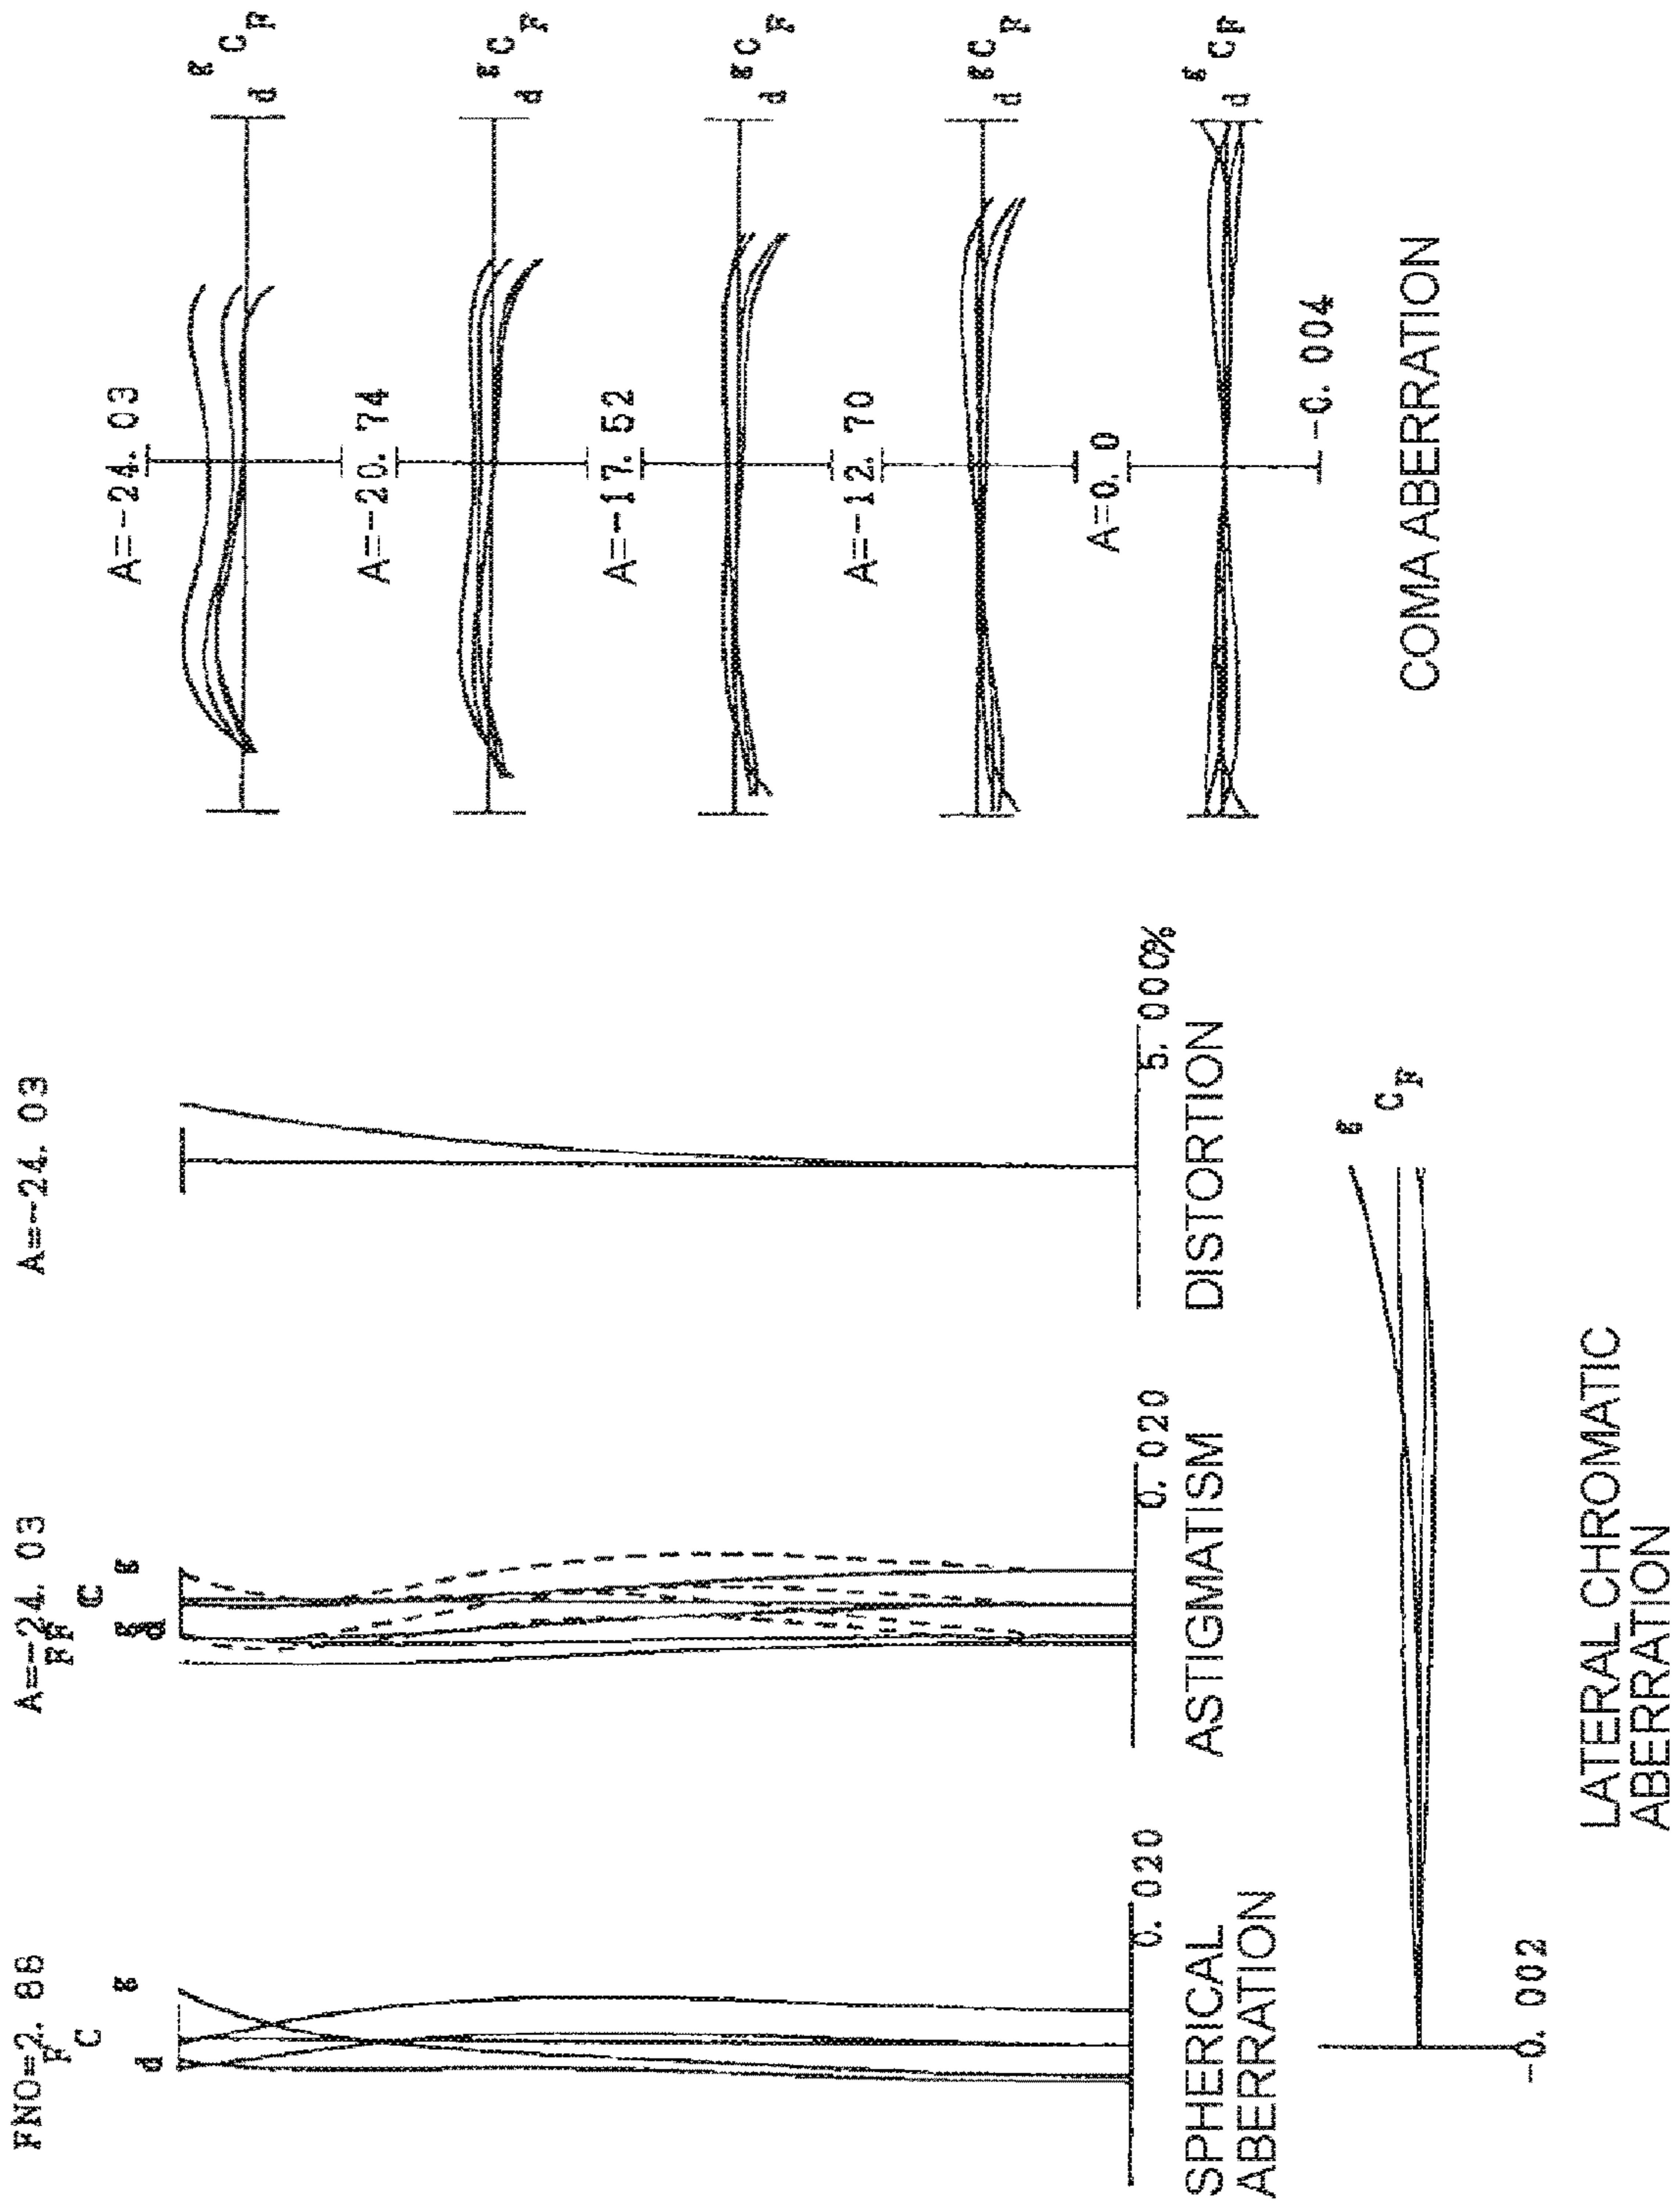 FNO=2. 88
F
C
g
d
0. 020
SPHERICAL
ABERRATION
A=-24. 03
F F
C
g
g
d
0. 020
ASTIGMATISM
A=-24. 03
5. 000%
DISTORTION
A=-24. 03
g C F
d
A=-20. 74
g C F
d
A=-17. 52
g C F
d
A=-12. 70
g C F
d
A=0. 0
g C F
d
-0. 004
COMA ABERRATION
g
C F
-0. 002
LATERAL CHROMATIC
ABERRATION